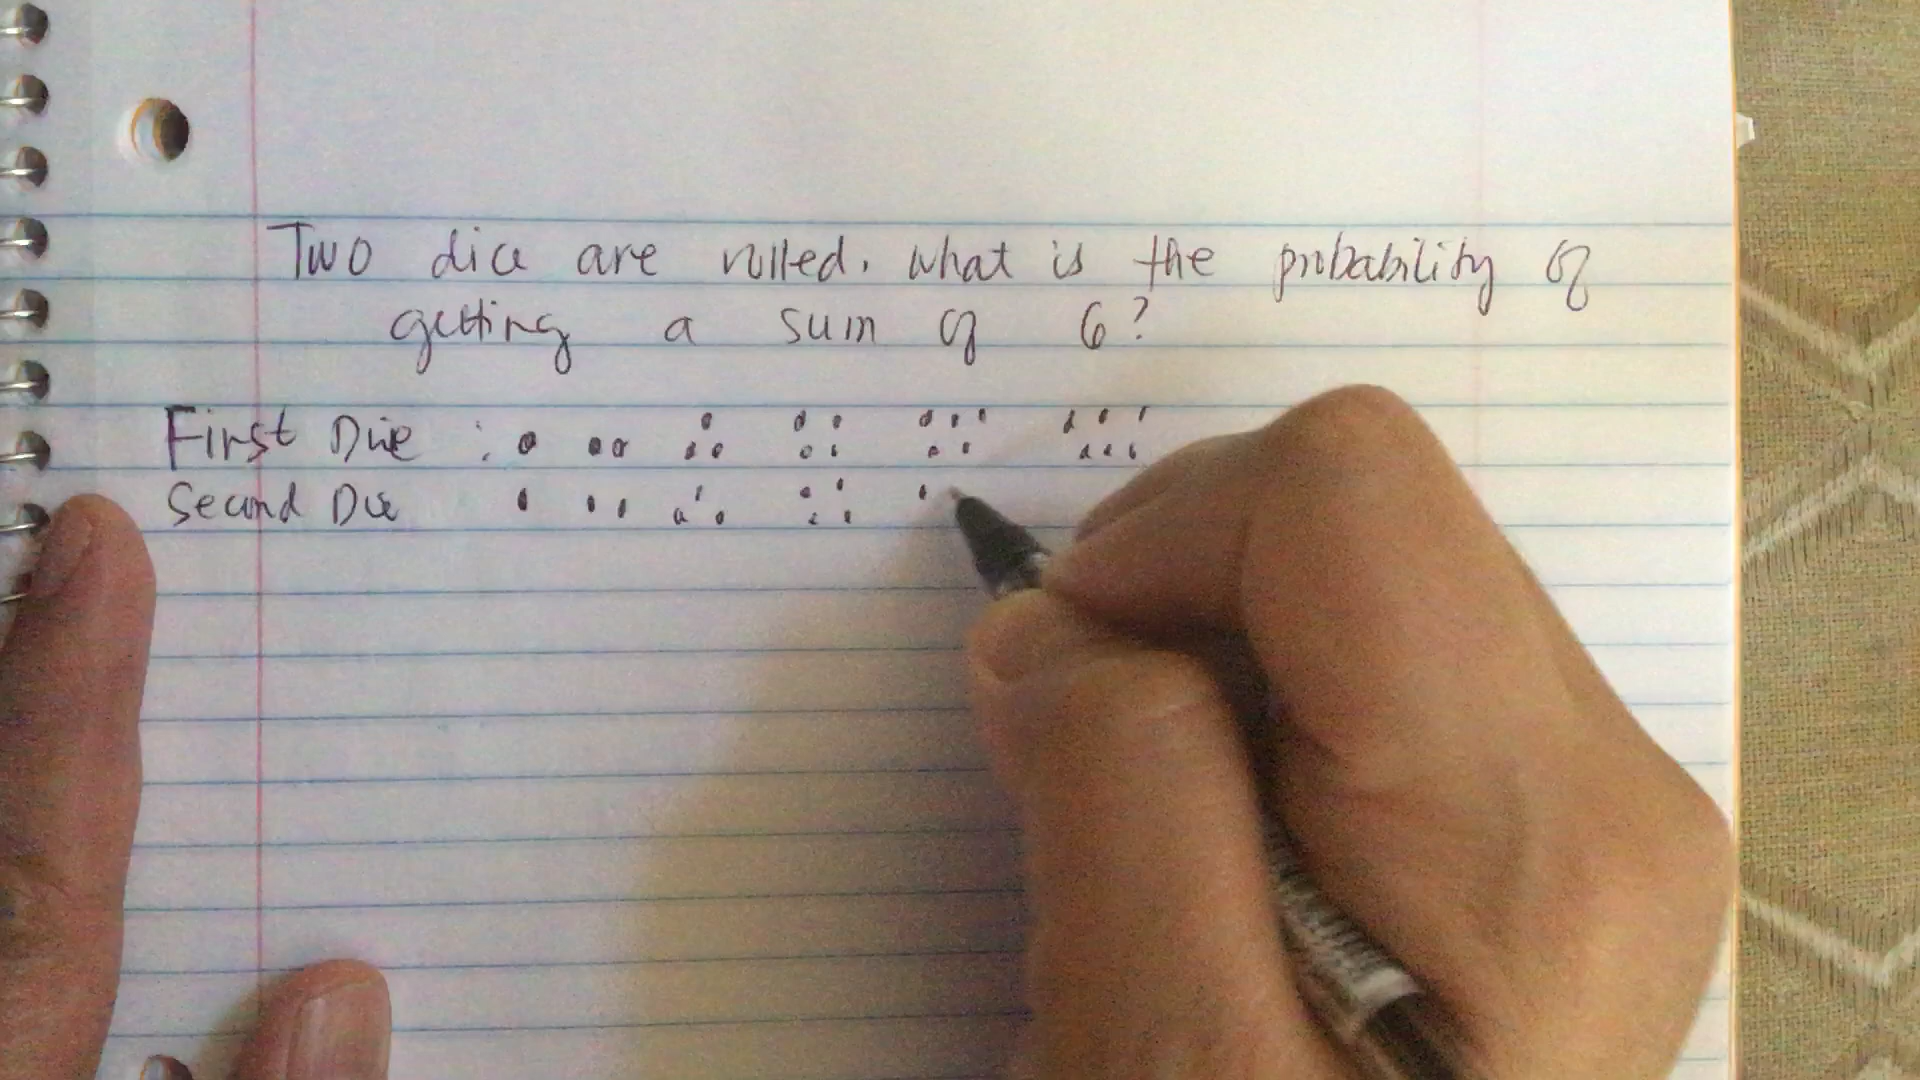 Two dice are rolled. what is the probability of
getting a sum of 6?
First Die :
Second Die